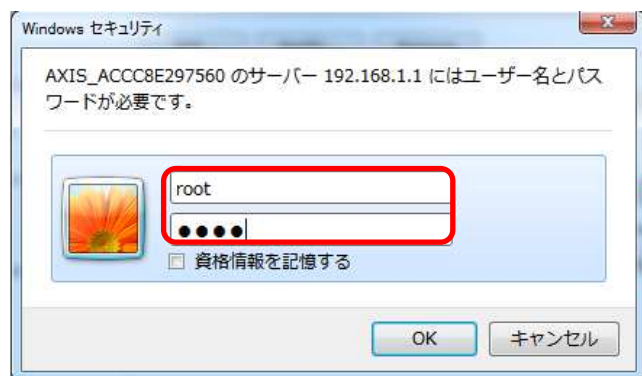 Windows セキュリティ
AXIS_ACCC8E297560 のサーバー 192.168.1.1 にはユーザー名とパス
ワードが必要です。
root
●●●●
資格情報を記憶する
OK
キャンセル